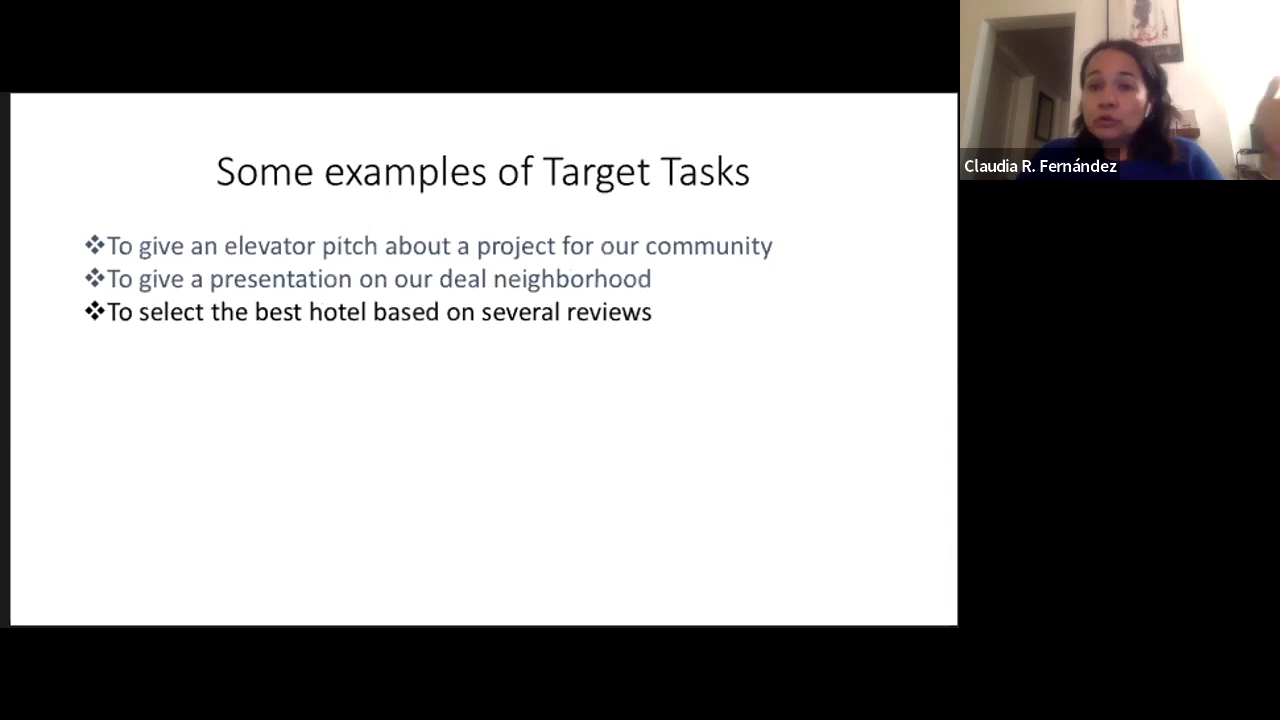 Some examples of Target Tasks
❖To give an elevator pitch about a project for our community
❖To give a presentation on our deal neighborhood
❖To select the best hotel based on several reviews
Claudia R. Fernández